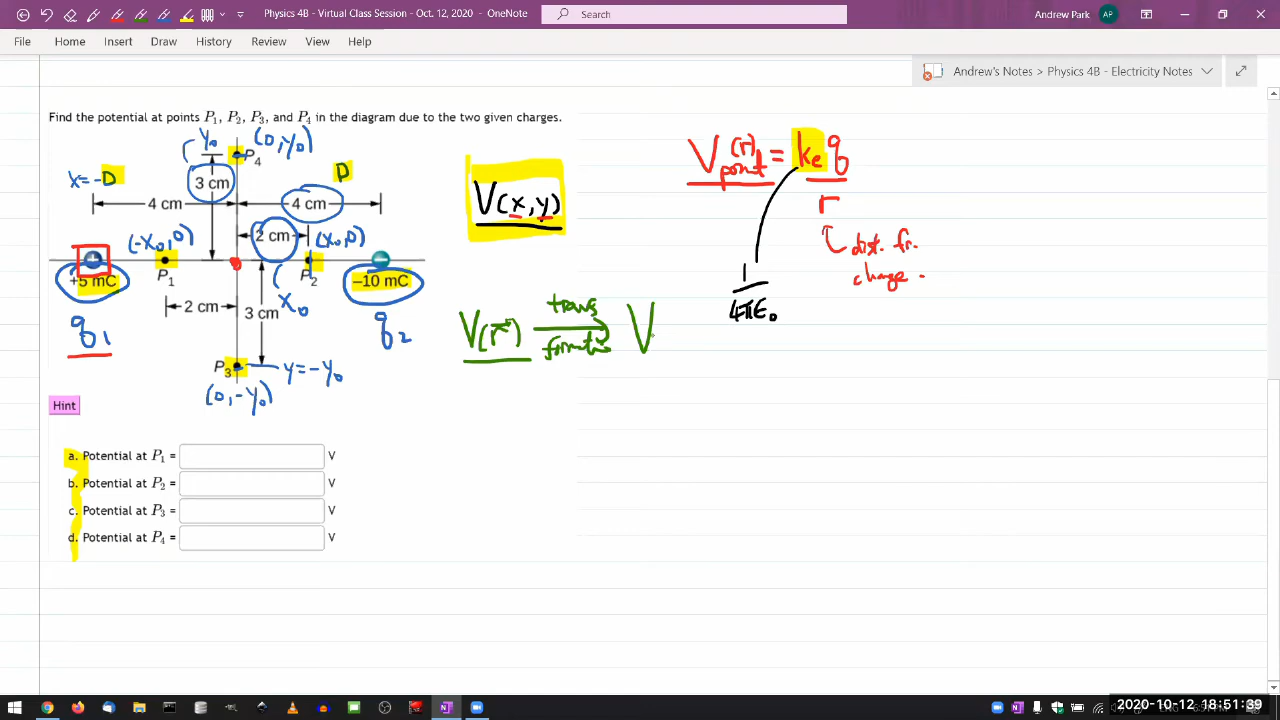 Physics 4B - Virtual Class Session - Oct. 12, 2020 - OneNote
Search
Andrew Park
AP
File Home Insert Draw History Review View Help
Andrew's Notes > Physics 4B - Electricity Notes
Find the potential at points P₁, P₂, P₃, and P₄ in the diagram due to the two given charges.
y₀
(0, y₀)
P₄
x=-D
3 cm
D
4 cm
4 cm
2 cm
(-x₀, 0)
(x₀, 0)
+5 mC
P₁
P₂
-10 mC
2 cm
x₀
3 cm
q₁
q₂
P₃
y=-y₀
(0, -y₀)
V(x, y)
V point (r) = kₑ q
r
dist. fr.
charge
1
4πε₀
V(r)
V
Hint
a. Potential at P₁ = V
b. Potential at P₂ = V
c. Potential at P₃ = V
d. Potential at P₄ = V
2020-10-12 18:51:39